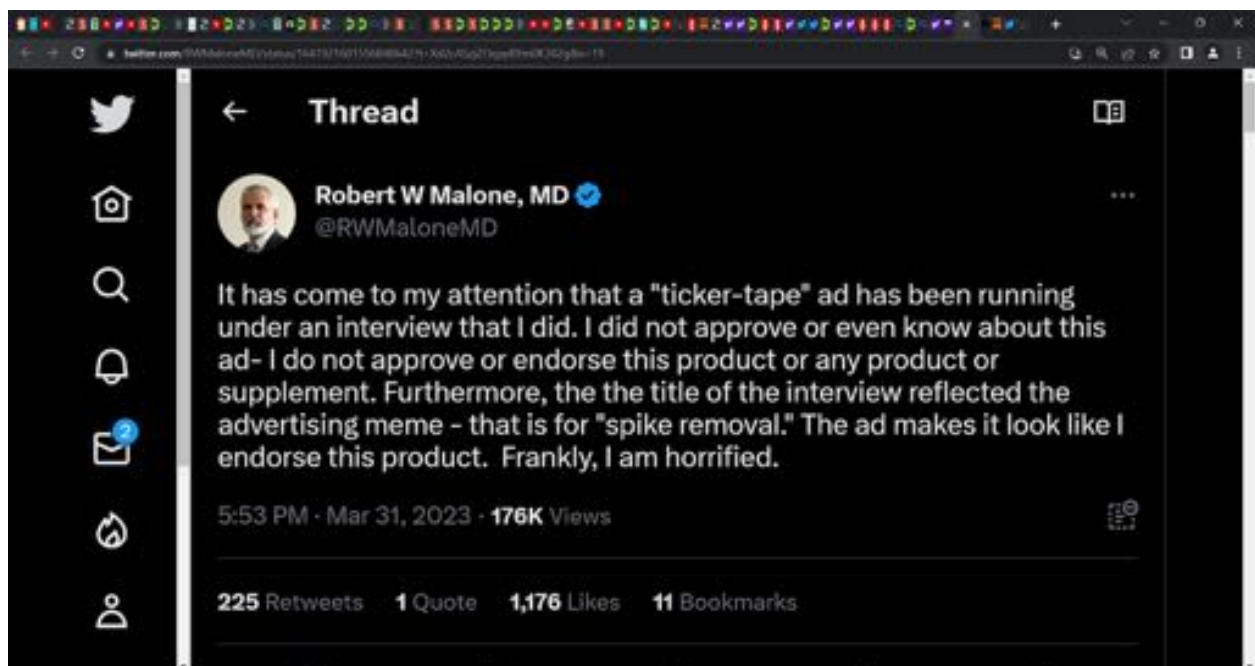 twitter.com
Thread
Robert W Malone, MD
@RWMaloneMD
It has come to my attention that a "ticker-tape" ad has been running
under an interview that I did. I did not approve or even know about this
ad- I do not approve or endorse this product or any product or
supplement. Furthermore, the the title of the interview reflected the
advertising meme - that is for "spike removal." The ad makes it look like I
endorse this product.  Frankly, I am horrified.
2
5:53 PM · Mar 31, 2023 · 176K Views
225 Retweets 1 Quote 1,176 Likes 11 Bookmarks